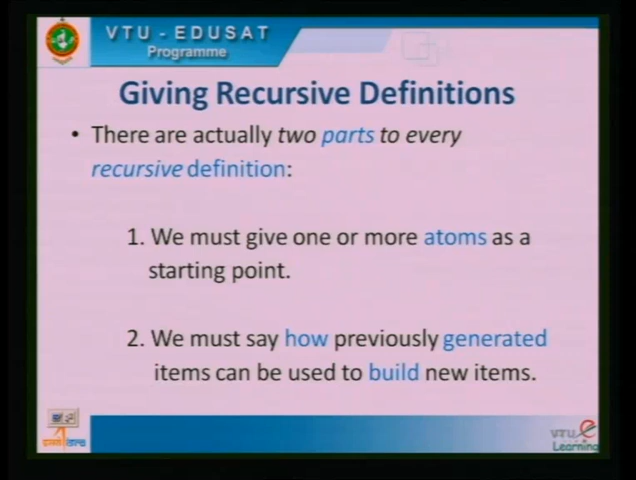 VTU - EDUSAT
Programme
Giving Recursive Definitions
• There are actually two parts to every
recursive definition:
1. We must give one or more atoms as a
starting point.
2. We must say how previously generated
items can be used to build new items.
VTU e
Learning